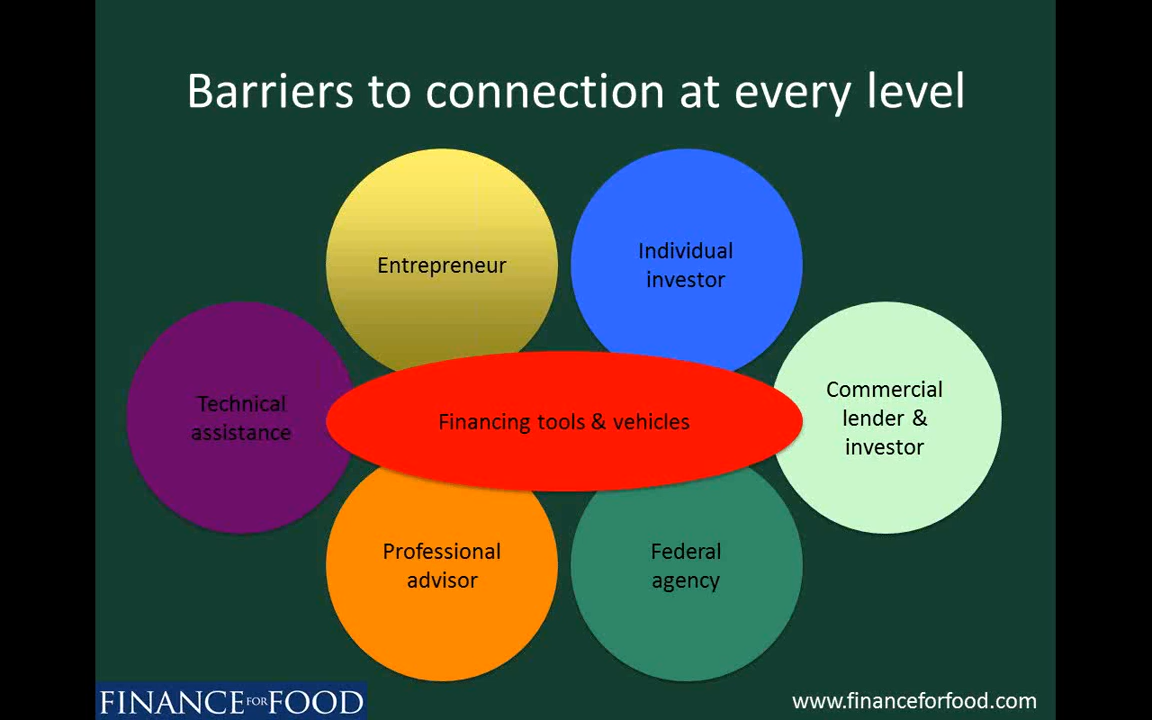 Barriers to connection at every level
Entrepreneur
Individual
investor
Technical
assistance
Financing tools & vehicles
Commercial
lender &
investor
Professional
advisor
Federal
agency
FINANCE FOR FOOD
www.financeforfood.com